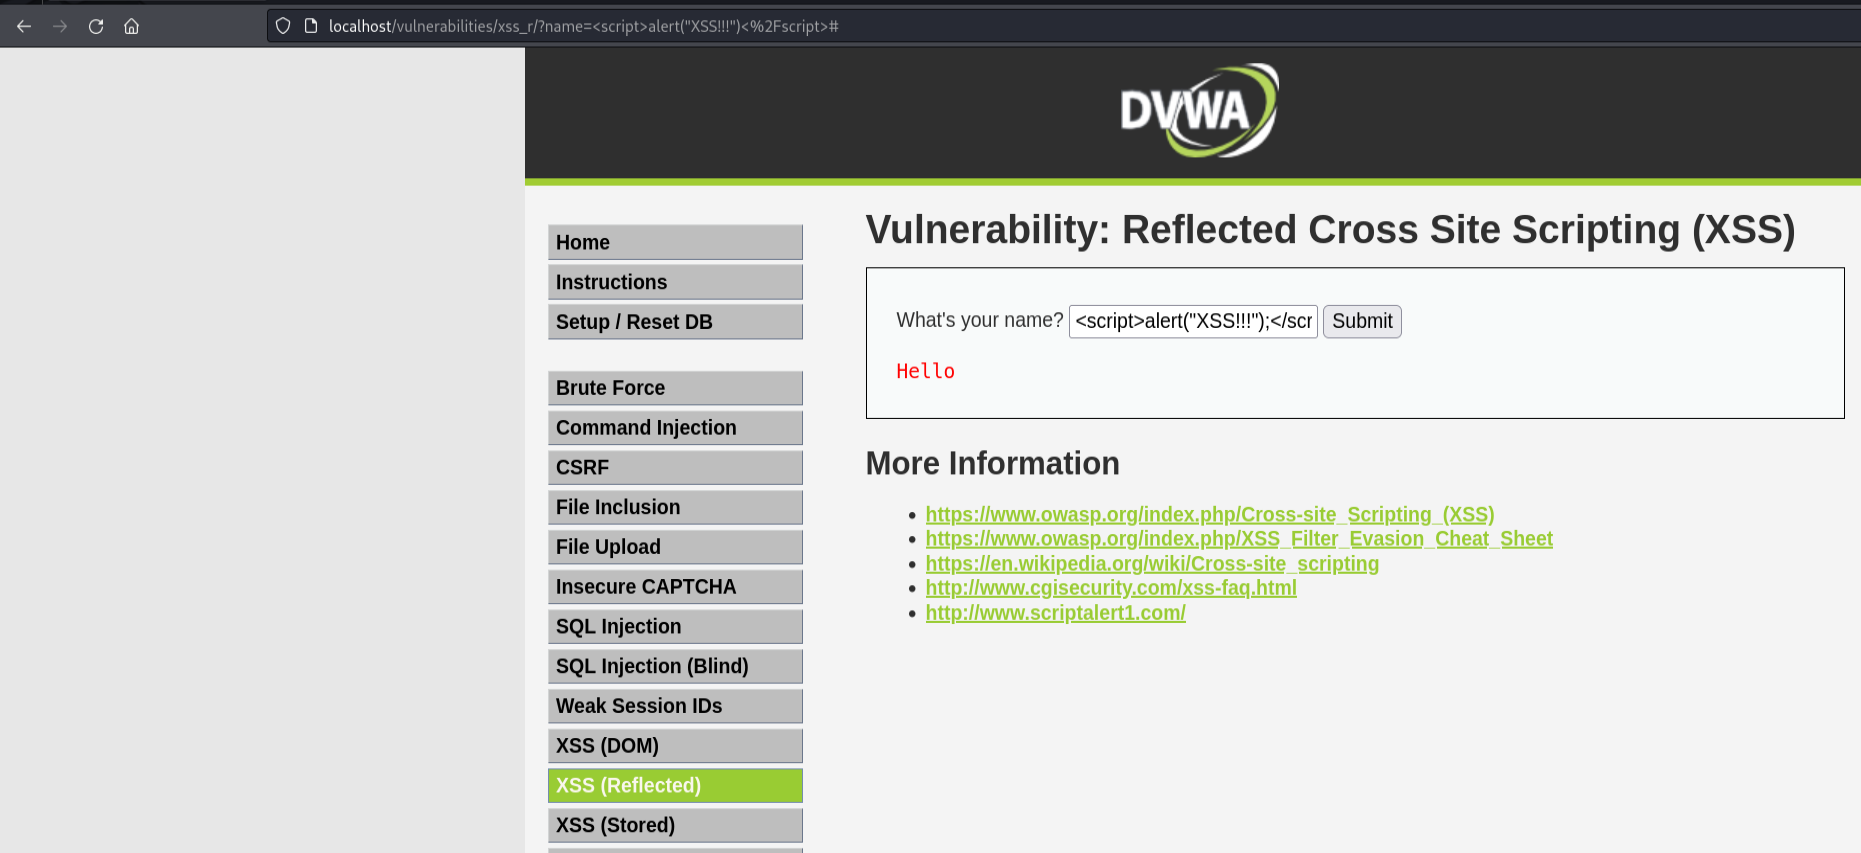 localhost/vulnerabilities/xss_r/?name=<script>alert("XSS!!!")<%2Fscript>#
DVWA
Home
Instructions
Setup / Reset DB
Brute Force
Command Injection
CSRF
File Inclusion
File Upload
Insecure CAPTCHA
SQL Injection
SQL Injection (Blind)
Weak Session IDs
XSS (DOM)
XSS (Reflected)
XSS (Stored)
Vulnerability: Reflected Cross Site Scripting (XSS)
What's your name? <script>alert("XSS!!!");</scr Submit
Hello
More Information
https://www.owasp.org/index.php/Cross-site_Scripting_(XSS)
https://www.owasp.org/index.php/XSS_Filter_Evasion_Cheat_Sheet
https://en.wikipedia.org/wiki/Cross-site_scripting
http://www.cgisecurity.com/xss-faq.html
http://www.scriptalert1.com/